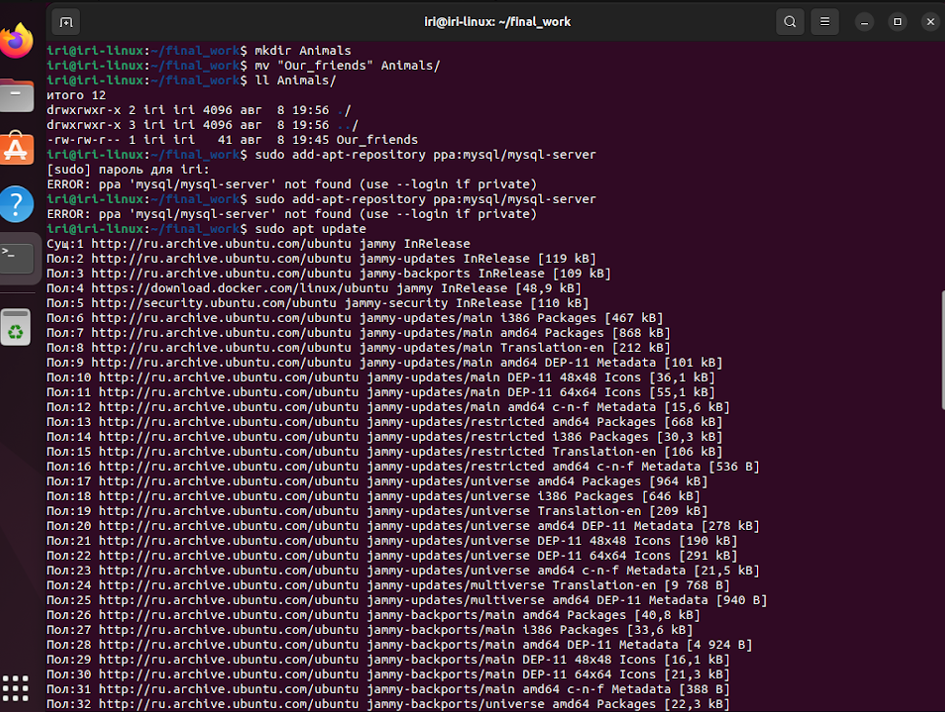 iri@iri-linux: ~/final_work
iri@iri-linux:~/final_work$ mkdir Animals
iri@iri-linux:~/final_work$ mv "Our_friends" Animals/
iri@iri-linux:~/final_work$ ll Animals/
итого 12
drwxrwxr-x 2 iri iri 4096 авг  8 19:56 ./
drwxrwxr-x 3 iri iri 4096 авг  8 19:56 ../
-rw-rw-r-- 1 iri iri   41 авг  8 19:45 Our_friends
iri@iri-linux:~/final_work$ sudo add-apt-repository ppa:mysql/mysql-server
[sudo] пароль для iri:
ERROR: ppa 'mysql/mysql-server' not found (use --login if private)
iri@iri-linux:~/final_work$ sudo add-apt-repository ppa:mysql/mysql-server
ERROR: ppa 'mysql/mysql-server' not found (use --login if private)
iri@iri-linux:~/final_work$ sudo apt update
Сущ:1 http://ru.archive.ubuntu.com/ubuntu jammy InRelease
Пол:2 http://ru.archive.ubuntu.com/ubuntu jammy-updates InRelease [119 kB]
Пол:3 http://ru.archive.ubuntu.com/ubuntu jammy-backports InRelease [109 kB]
Пол:4 https://download.docker.com/linux/ubuntu jammy InRelease [48,9 kB]
Пол:5 http://security.ubuntu.com/ubuntu jammy-security InRelease [110 kB]
Пол:6 http://ru.archive.ubuntu.com/ubuntu jammy-updates/main i386 Packages [467 kB]
Пол:7 http://ru.archive.ubuntu.com/ubuntu jammy-updates/main amd64 Packages [868 kB]
Пол:8 http://ru.archive.ubuntu.com/ubuntu jammy-updates/main Translation-en [212 kB]
Пол:9 http://ru.archive.ubuntu.com/ubuntu jammy-updates/main amd64 DEP-11 Metadata [101 kB]
Пол:10 http://ru.archive.ubuntu.com/ubuntu jammy-updates/main DEP-11 48x48 Icons [36,1 kB]
Пол:11 http://ru.archive.ubuntu.com/ubuntu jammy-updates/main DEP-11 64x64 Icons [55,1 kB]
Пол:12 http://ru.archive.ubuntu.com/ubuntu jammy-updates/main amd64 c-n-f Metadata [15,6 kB]
Пол:13 http://ru.archive.ubuntu.com/ubuntu jammy-updates/restricted amd64 Packages [668 kB]
Пол:14 http://ru.archive.ubuntu.com/ubuntu jammy-updates/restricted i386 Packages [30,3 kB]
Пол:15 http://ru.archive.ubuntu.com/ubuntu jammy-updates/restricted Translation-en [106 kB]
Пол:16 http://ru.archive.ubuntu.com/ubuntu jammy-updates/restricted amd64 c-n-f Metadata [536 B]
Пол:17 http://ru.archive.ubuntu.com/ubuntu jammy-updates/universe amd64 Packages [964 kB]
Пол:18 http://ru.archive.ubuntu.com/ubuntu jammy-updates/universe i386 Packages [646 kB]
Пол:19 http://ru.archive.ubuntu.com/ubuntu jammy-updates/universe Translation-en [209 kB]
Пол:20 http://ru.archive.ubuntu.com/ubuntu jammy-updates/universe amd64 DEP-11 Metadata [278 kB]
Пол:21 http://ru.archive.ubuntu.com/ubuntu jammy-updates/universe DEP-11 48x48 Icons [190 kB]
Пол:22 http://ru.archive.ubuntu.com/ubuntu jammy-updates/universe DEP-11 64x64 Icons [291 kB]
Пол:23 http://ru.archive.ubuntu.com/ubuntu jammy-updates/universe amd64 c-n-f Metadata [21,5 kB]
Пол:24 http://ru.archive.ubuntu.com/ubuntu jammy-updates/multiverse Translation-en [9 768 B]
Пол:25 http://ru.archive.ubuntu.com/ubuntu jammy-updates/multiverse amd64 DEP-11 Metadata [940 B]
Пол:26 http://ru.archive.ubuntu.com/ubuntu jammy-backports/main amd64 Packages [40,8 kB]
Пол:27 http://ru.archive.ubuntu.com/ubuntu jammy-backports/main i386 Packages [33,6 kB]
Пол:28 http://ru.archive.ubuntu.com/ubuntu jammy-backports/main amd64 DEP-11 Metadata [4 924 B]
Пол:29 http://ru.archive.ubuntu.com/ubuntu jammy-backports/main DEP-11 48x48 Icons [16,1 kB]
Пол:30 http://ru.archive.ubuntu.com/ubuntu jammy-backports/main DEP-11 64x64 Icons [21,3 kB]
Пол:31 http://ru.archive.ubuntu.com/ubuntu jammy-backports/main amd64 c-n-f Metadata [388 B]
Пол:32 http://ru.archive.ubuntu.com/ubuntu jammy-backports/universe amd64 Packages [22,3 kB]